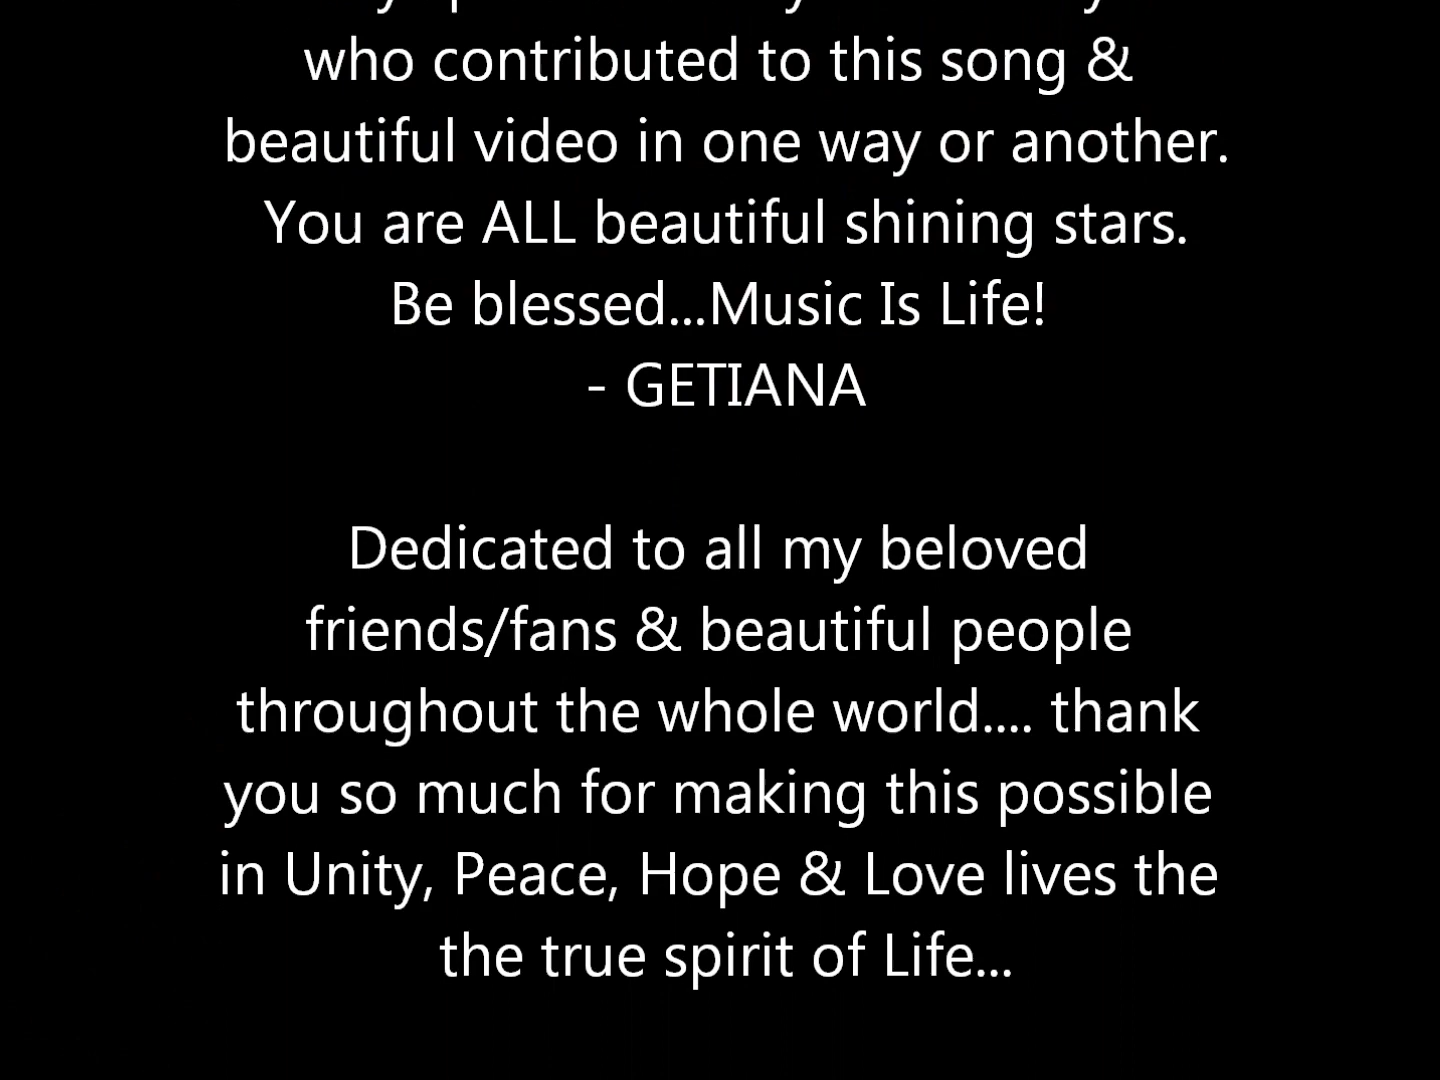 who contributed to this song &
beautiful video in one way or another.
You are ALL beautiful shining stars.
Be blessed...Music Is Life!
- GETIANA
Dedicated to all my beloved
friends/fans & beautiful people
throughout the whole world.... thank
you so much for making this possible
in Unity, Peace, Hope & Love lives the
the true spirit of Life...